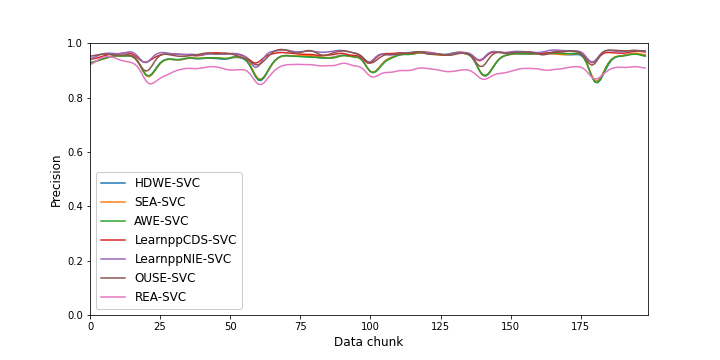 1.0
0.8
0.6
0.4
0.2
0.0
Precision
HDWE-SVC
SEA-SVC
AWE-SVC
LearnppCDS-SVC
LearnppNIE-SVC
OUSE-SVC
REA-SVC
0 25 50 75 100 125 150 175
Data chunk